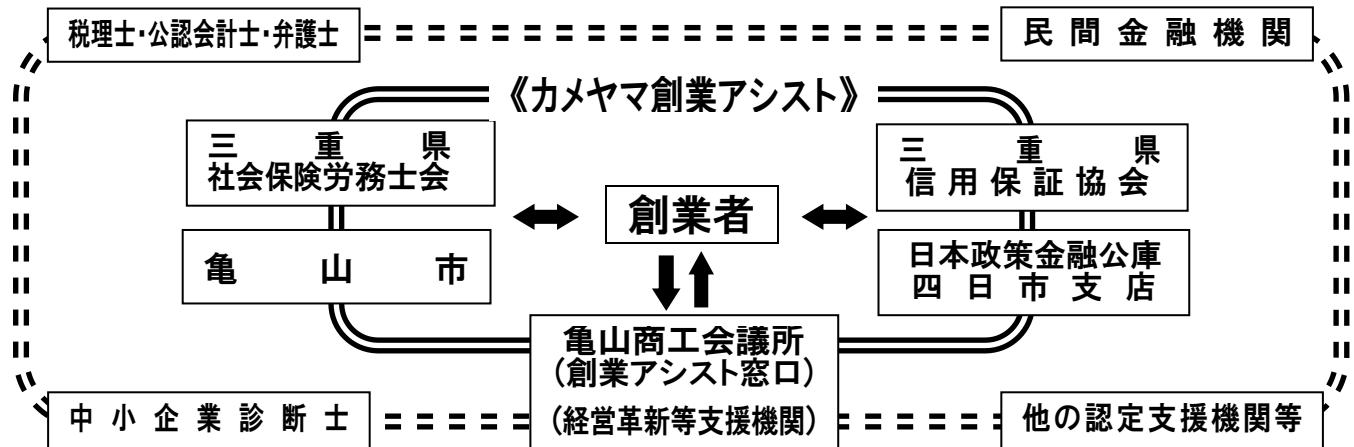 税理士・公認会計士・弁護士
民間金融機関
《カメヤマ創業アシスト》
三重県
社会保険労務士会
三重県
信用保証協会
創業者
亀山市
日本政策金融公庫
四日市支店
亀山商工会議所
(創業アシスト窓口)
(経営革新等支援機関)
中小企業診断士
他の認定支援機関等